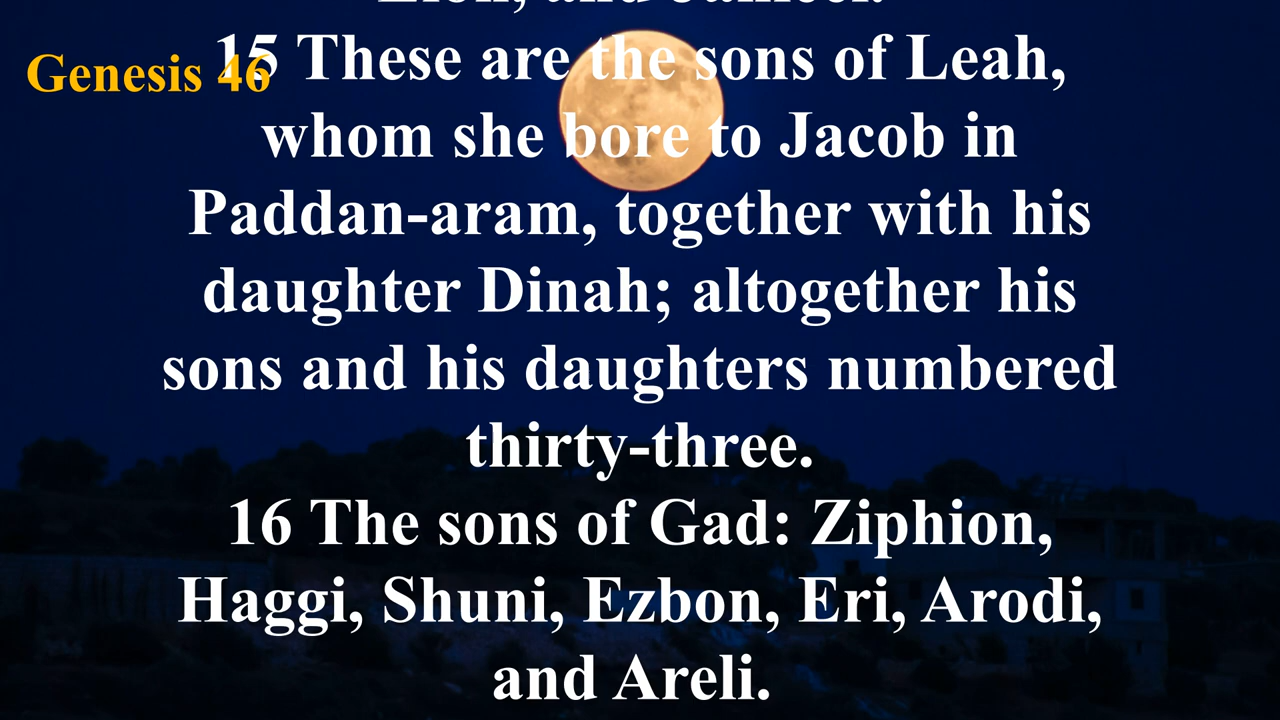 15 These are the sons of Leah,
Genesis 46
whom she bore to Jacob in
Paddan-aram, together with his
daughter Dinah; altogether his
sons and his daughters numbered
thirty-three.
16 The sons of Gad: Ziphion,
Haggi, Shuni, Ezbon, Eri, Arodi,
and Areli.